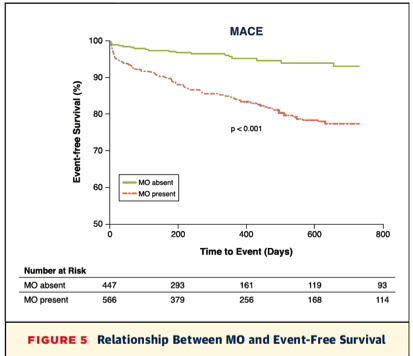 MACE
100
90
80
70
60
50
Event-free Survival (%)
p < 0.001
MO absent
MO present
0 200 400 600 800
Time to Event (Days)
Number at Risk
MO absent 447 293 161 119 93
MO present 566 379 256 168 114
FIGURE 5 Relationship Between MO and Event-Free Survival